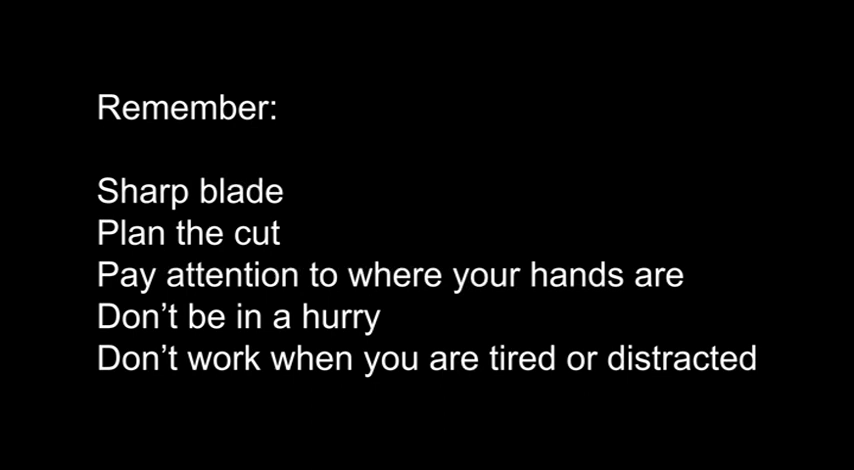 Remember:
Sharp blade
Plan the cut
Pay attention to where your hands are
Don’t be in a hurry
Don’t work when you are tired or distracted